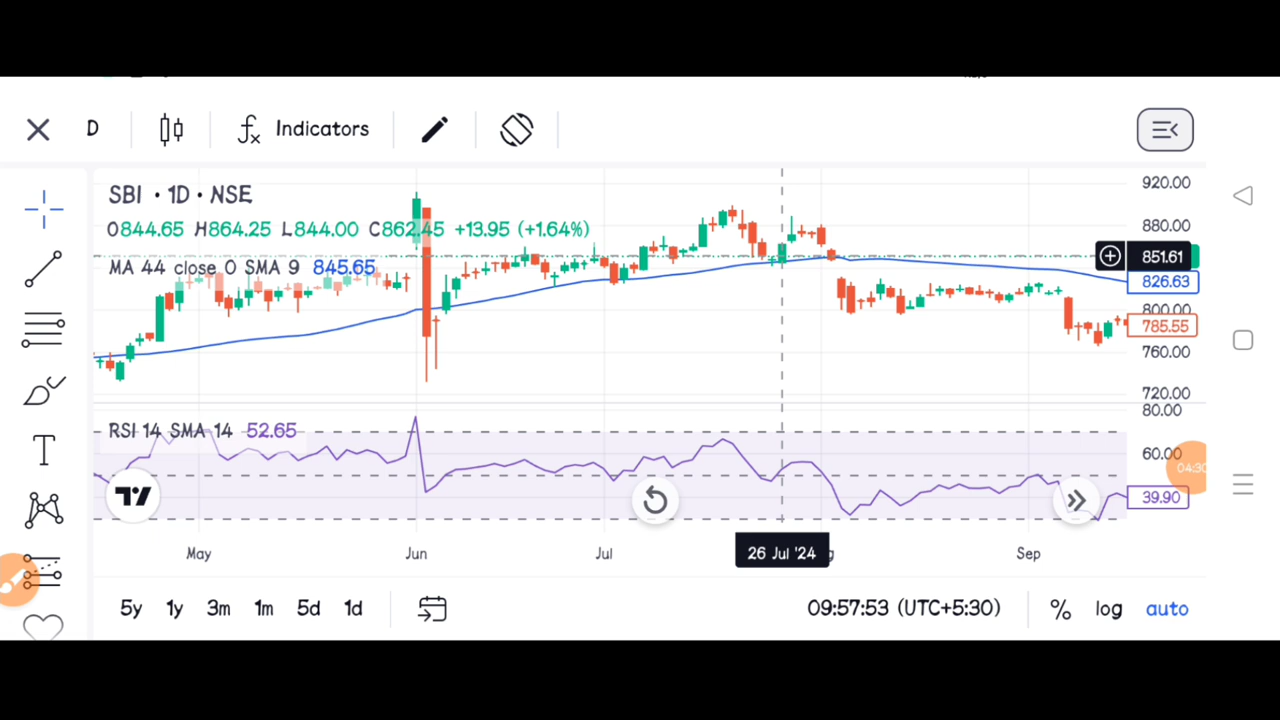 D Indicators
SBI · 1D · NSE
O844.65 H864.25 L844.00 C862.45 +13.95 (+1.64%)
MA 44 close 0 SMA 9 845.65
920.00
880.00
851.61
826.63
800.00
785.55
760.00
720.00
RSI 14 SMA 14 52.65
80.00
60.00
04:30
39.90
May Jun Jul 26 Jul '24 Sep
5y 1y 3m 1m 5d 1d 09:57:53 (UTC+5:30) % log auto